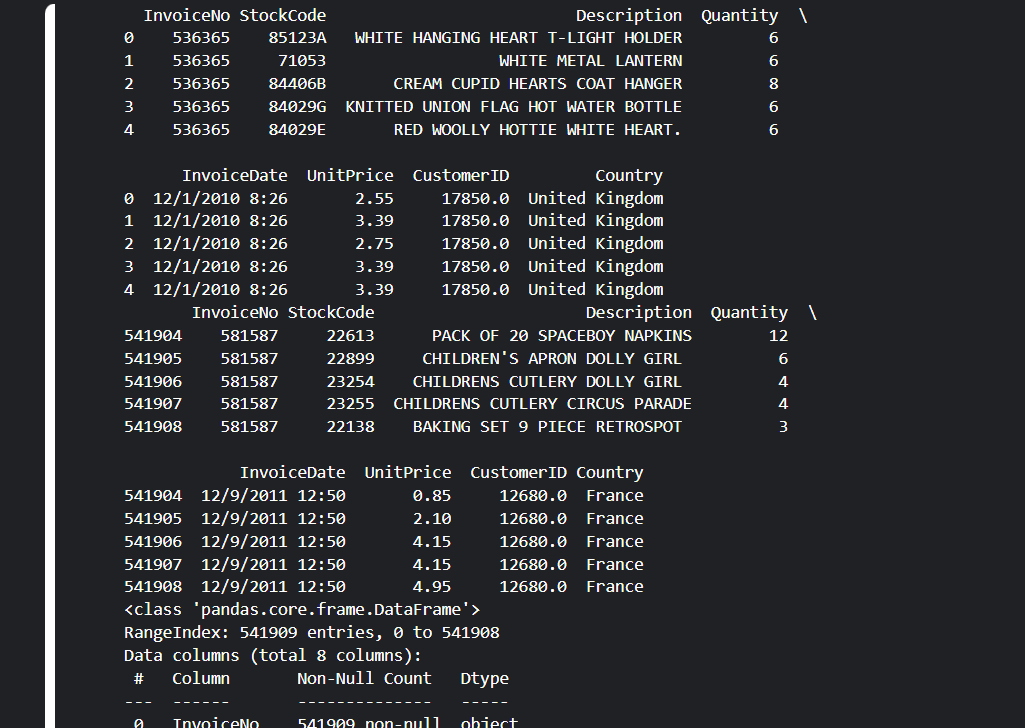 InvoiceNo StockCode Description Quantity \
0 536365 85123A WHITE HANGING HEART T-LIGHT HOLDER 6
1 536365 71053 WHITE METAL LANTERN 6
2 536365 84406B CREAM CUPID HEARTS COAT HANGER 8
3 536365 84029G KNITTED UNION FLAG HOT WATER BOTTLE 6
4 536365 84029E RED WOOLLY HOTTIE WHITE HEART. 6
InvoiceDate UnitPrice CustomerID Country
0 12/1/2010 8:26 2.55 17850.0 United Kingdom
1 12/1/2010 8:26 3.39 17850.0 United Kingdom
2 12/1/2010 8:26 2.75 17850.0 United Kingdom
3 12/1/2010 8:26 3.39 17850.0 United Kingdom
4 12/1/2010 8:26 3.39 17850.0 United Kingdom
InvoiceNo StockCode Description Quantity \
541904 581587 22613 PACK OF 20 SPACEBOY NAPKINS 12
541905 581587 22899 CHILDREN'S APRON DOLLY GIRL 6
541906 581587 23254 CHILDRENS CUTLERY DOLLY GIRL 4
541907 581587 23255 CHILDRENS CUTLERY CIRCUS PARADE 4
541908 581587 22138 BAKING SET 9 PIECE RETROSPOT 3
InvoiceDate UnitPrice CustomerID Country
541904 12/9/2011 12:50 0.85 12680.0 France
541905 12/9/2011 12:50 2.10 12680.0 France
541906 12/9/2011 12:50 4.15 12680.0 France
541907 12/9/2011 12:50 4.15 12680.0 France
541908 12/9/2011 12:50 4.95 12680.0 France
<class 'pandas.core.frame.DataFrame'>
RangeIndex: 541909 entries, 0 to 541908
Data columns (total 8 columns):
# Column Non-Null Count Dtype
--- ------ -------------- -----
0 InvoiceNo 541909 non-null object